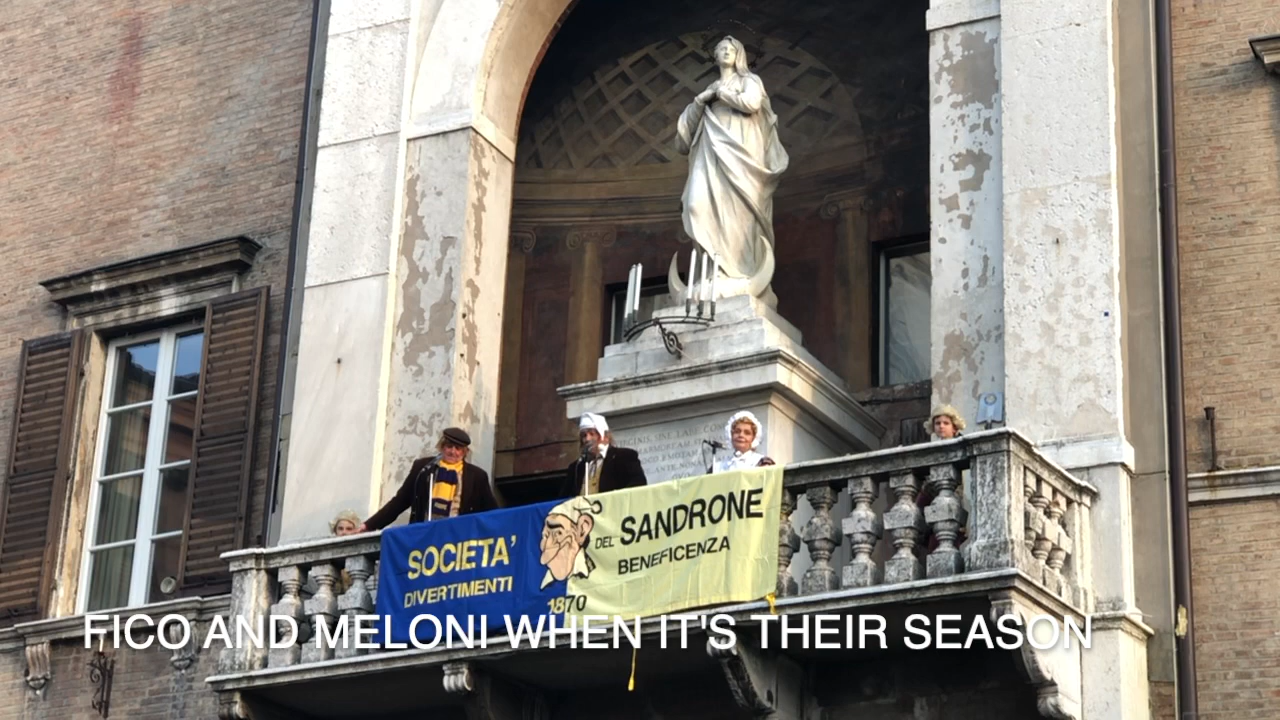 SOCIETA'
DIVERTIMENTI
DEL SANDRONE
BENEFICENZA
1870
FICO AND MELONI WHEN IT'S THEIR SEASON